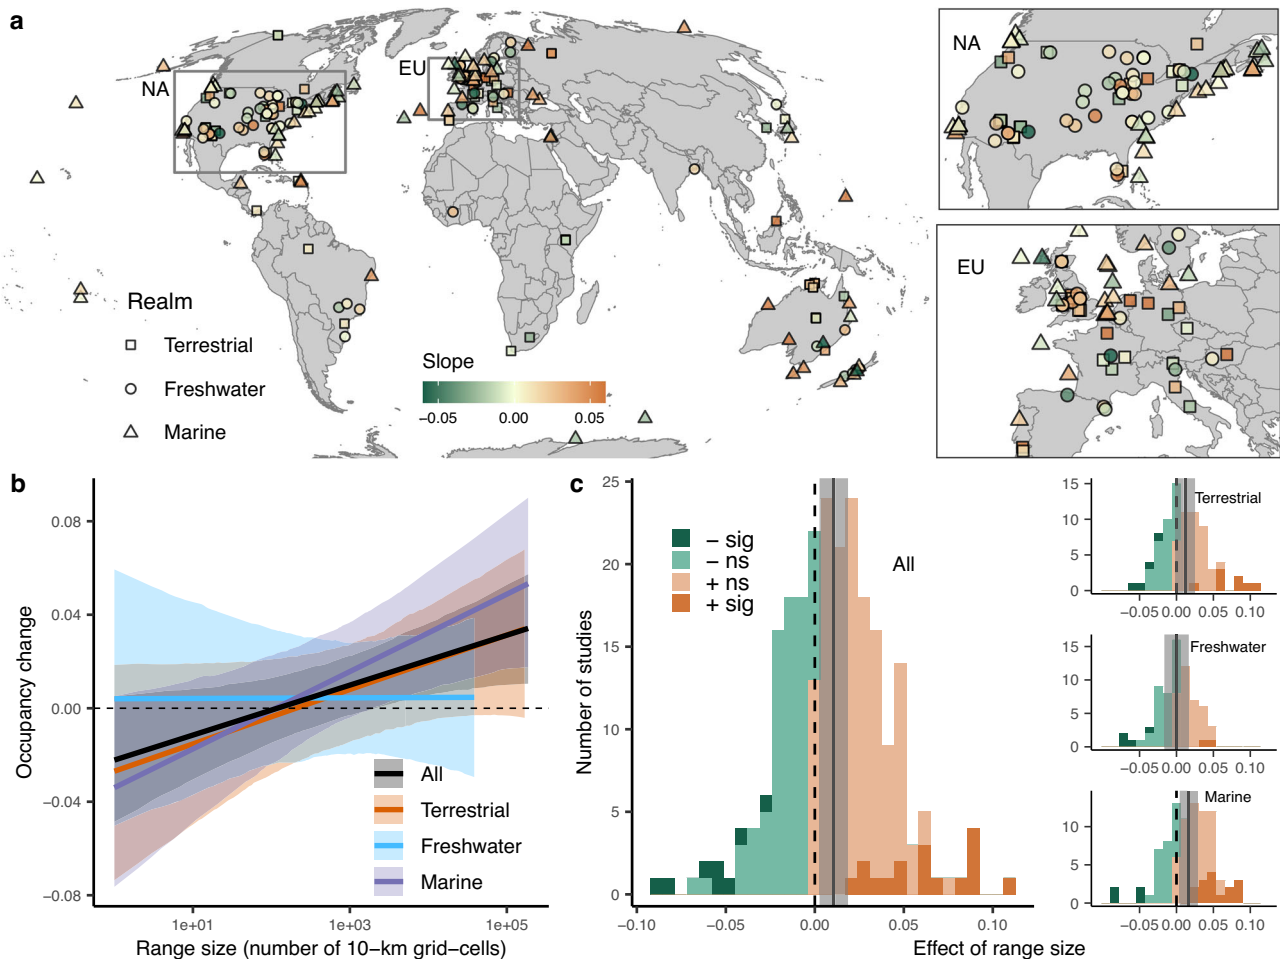 a
NA
EU
Realm
Terrestrial
Freshwater
Marine
Slope
−0.05
0.00
0.05
NA
EU
b
Occupancy change
0.08
0.04
0.00
−0.04
−0.08
1e+01
1e+03
1e+05
Range size (number of 10−km grid−cells)
All
Terrestrial
Freshwater
Marine
c
Number of studies
25
20
15
10
5
0
−0.10
−0.05
0.00
0.05
0.10
Effect of range size
− sig
− ns
+ ns
+ sig
All
Terrestrial
15
10
5
0
−0.05 0.00 0.05 0.10
Freshwater
15
10
5
0
−0.05 0.00 0.05 0.10
Marine
10
5
0
−0.05 0.00 0.05 0.10